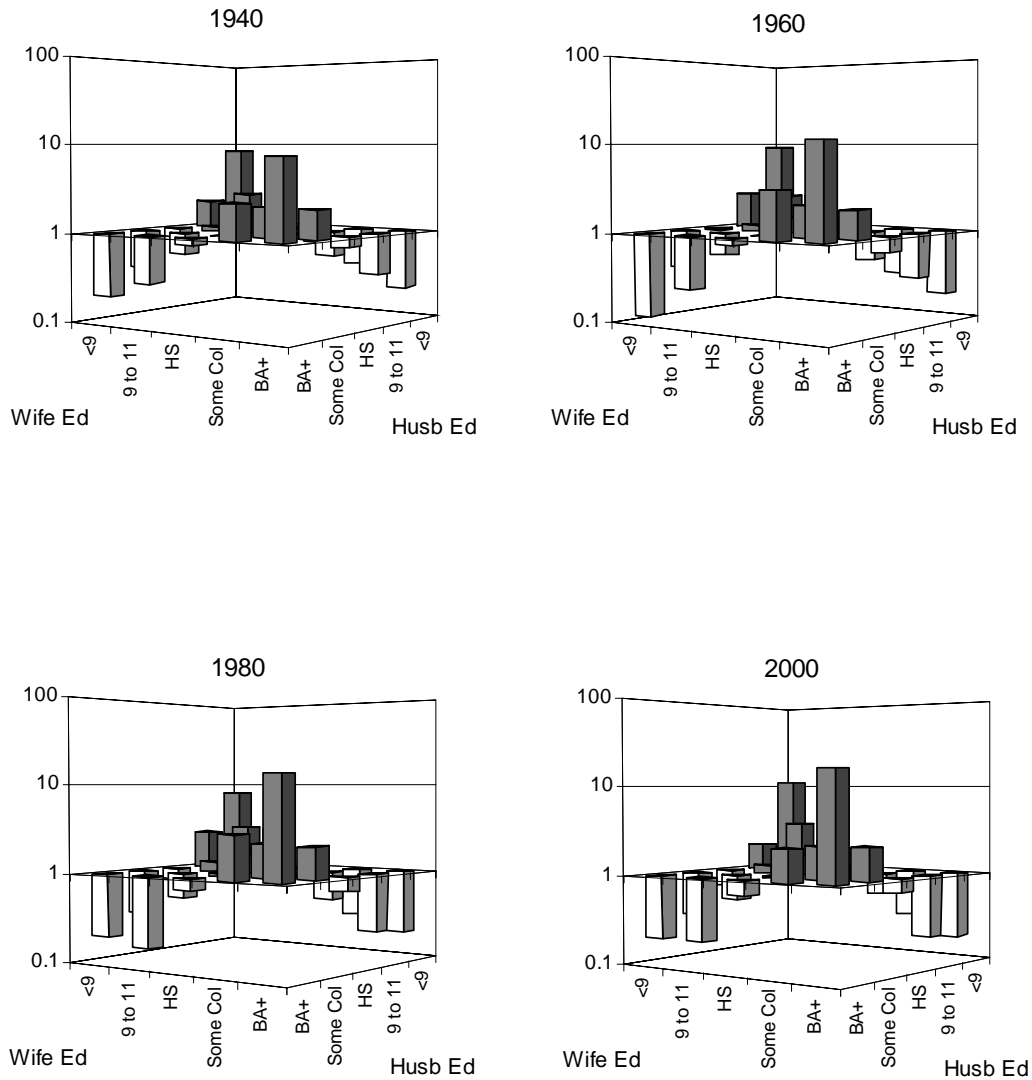 1940
100
10
1
0.1
<9
9 to 11
HS
Some Col
BA+
BA+
Some Col
HS
9 to 11
<9
Wife Ed
Husb Ed
1960
100
10
1
0.1
<9
9 to 11
HS
Some Col
BA+
BA+
Some Col
HS
9 to 11
<9
Wife Ed
Husb Ed
1980
100
10
1
0.1
<9
9 to 11
HS
Some Col
BA+
BA+
Some Col
HS
9 to 11
<9
Wife Ed
Husb Ed
2000
100
10
1
0.1
<9
9 to 11
HS
Some Col
BA+
BA+
Some Col
HS
9 to 11
<9
Wife Ed
Husb Ed